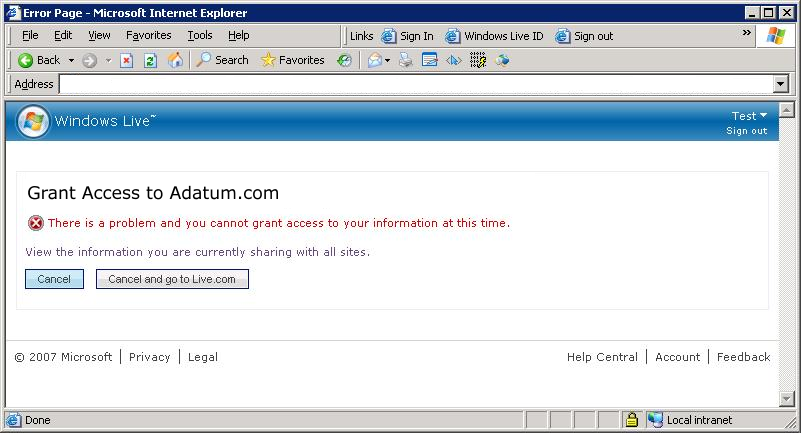 Error Page - Microsoft Internet Explorer
File Edit View Favorites Tools Help Links Sign In Windows Live ID Sign out »
Back Search Favorites
Address
Windows Live™ Test
Sign out
Grant Access to Adatum.com
There is a problem and you cannot grant access to your information at this time.
View the information you are currently sharing with all sites.
Cancel Cancel and go to Live.com
© 2007 Microsoft | Privacy | Legal Help Central | Account | Feedback
Done Local intranet